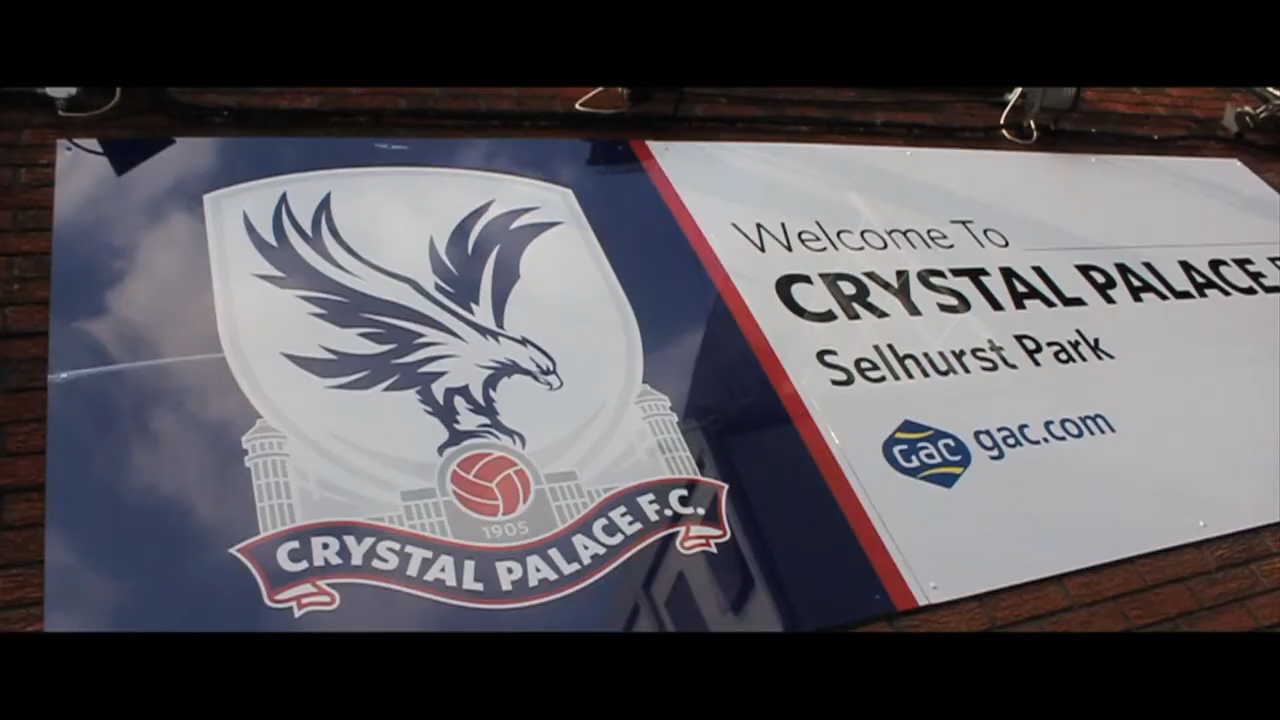 Welcome To
CRYSTAL PALACE
Selhurst Park
GAC gac.com
1905
CRYSTAL PALACE F.C.